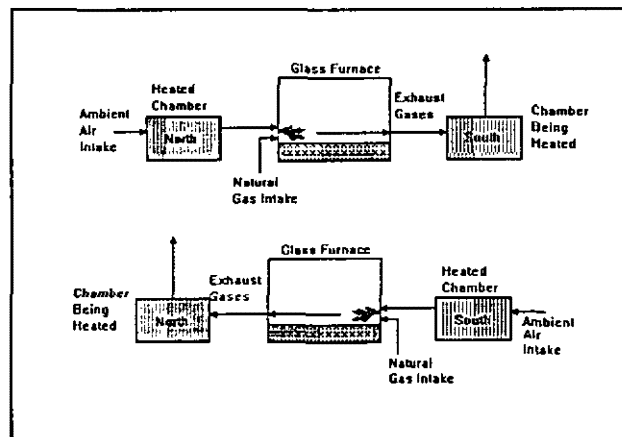 Glass Furnace
Heated
Chamber
Ambient
Air
Intake
North
Exhaust
Gases
South
Chamber
Being
Heated
Natural
Gas Intake
Glass Furnace
Chamber
Being
Heated
North
Exhaust
Gases
Heated
Chamber
South
Ambient
Air
Intake
Natural
Gas Intake